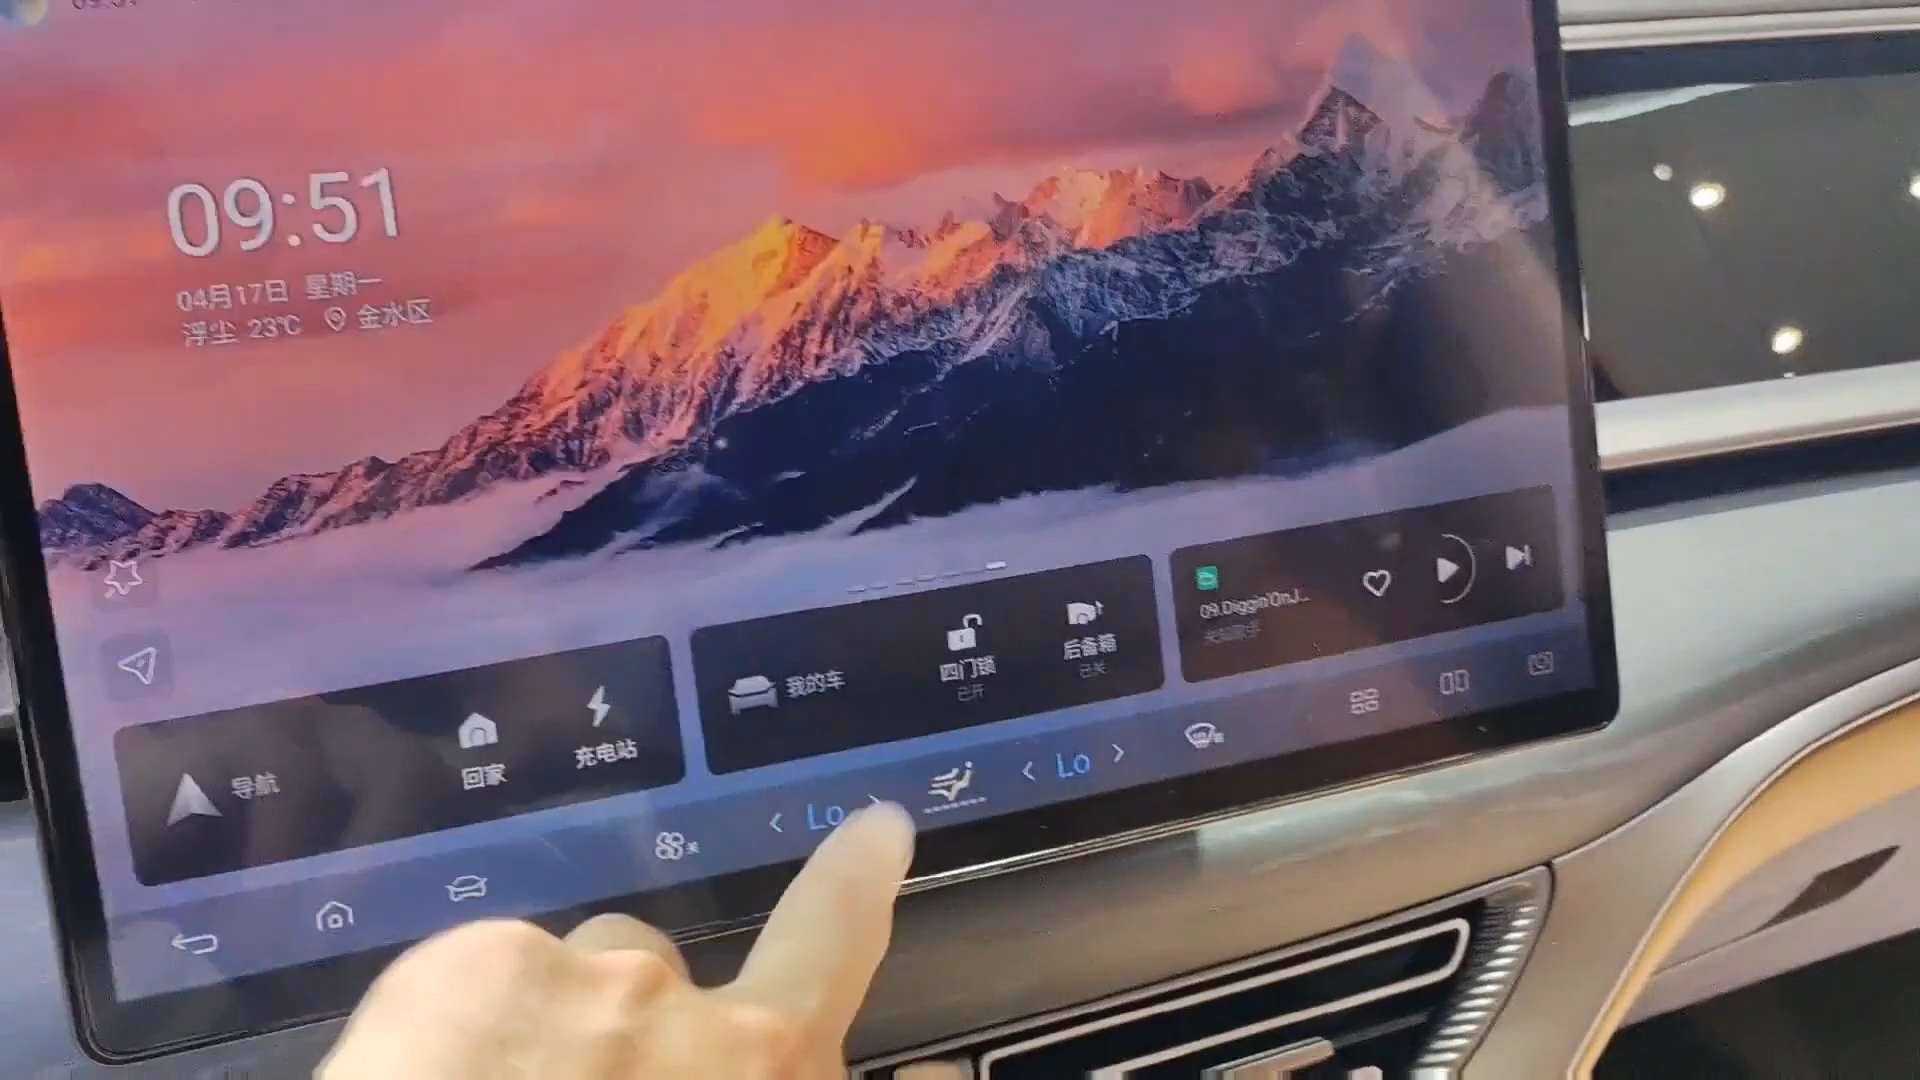 09:51
04月17日 星期一
浮尘 23℃ 金水区
导航
回家
充电站
我的车
四门锁
已开
后备箱
已关
09.Diggin'OnJ...
Lo
Lo
关